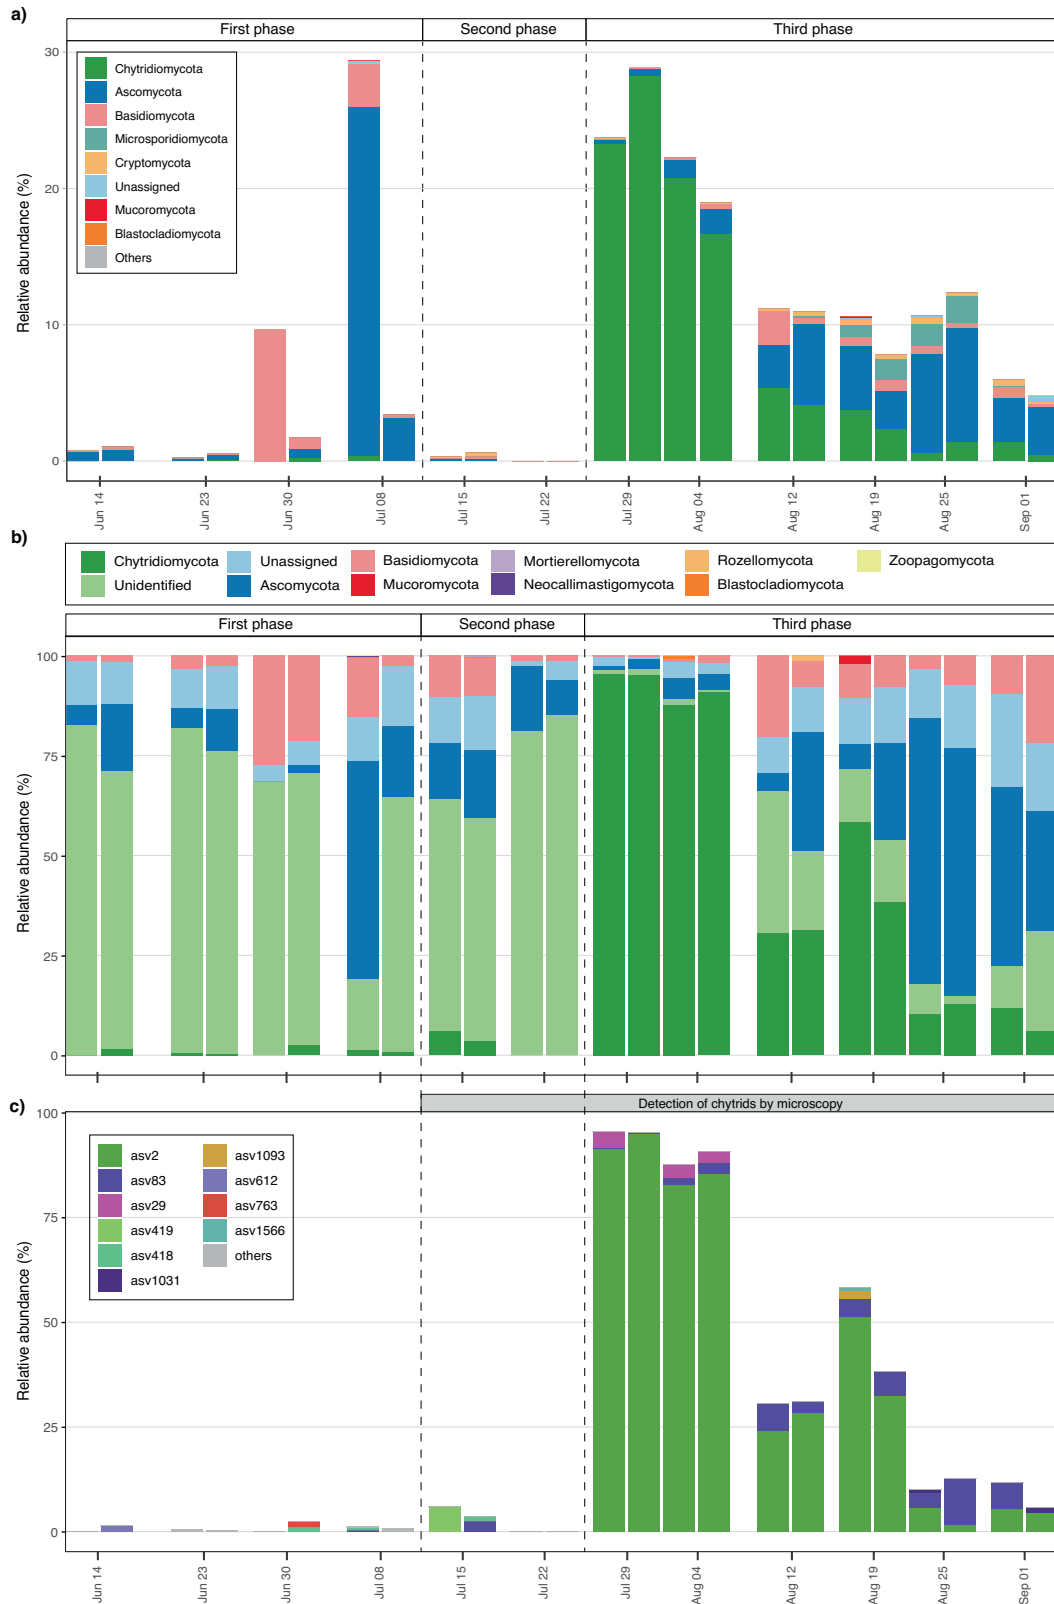 a)
First phase Second phase Third phase
Relative abundance (%)
30
20
10
0
Chytridiomycota
Ascomycota
Basidiomycota
Microsporidiomycota
Cryptomycota
Unassigned
Mucoromycota
Blastocladiomycota
Others
Jun 14 Jun 23 Jun 30 Jul 08 Jul 15 Jul 22 Jul 29 Aug 04 Aug 12 Aug 19 Aug 25 Sep 01
b)
Chytridiomycota Unassigned Basidiomycota Mortierellomycota Rozellomycota Zoopagomycota
Unidentified Ascomycota Mucoromycota Neocallimastigomycota Blastocladiomycota
First phase Second phase Third phase
Relative abundance (%)
100
75
50
25
0
c)
Detection of chytrids by microscopy
Relative abundance (%)
100
75
50
25
0
asv2 asv1093
asv83 asv612
asv29 asv763
asv419 asv1566
asv418 others
asv1031
Jun 14 Jun 23 Jun 30 Jul 08 Jul 15 Jul 22 Jul 29 Aug 04 Aug 12 Aug 19 Aug 25 Sep 01